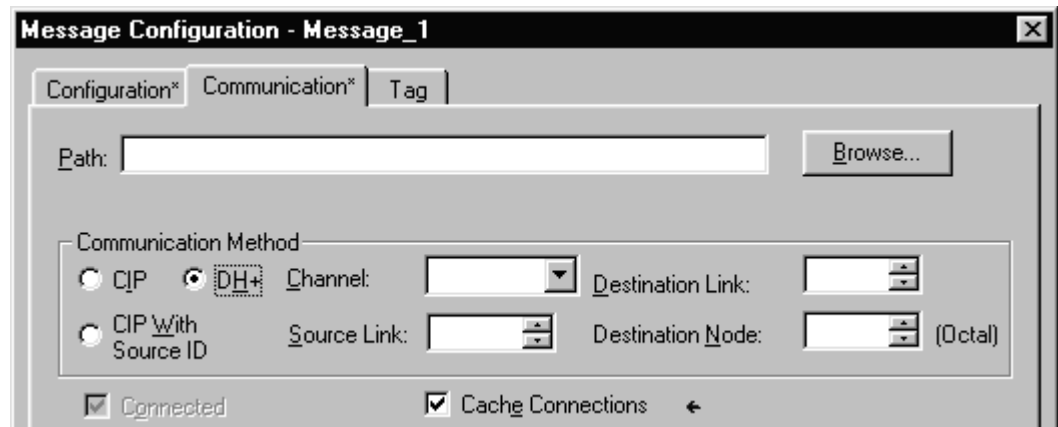 Message Configuration - Message_1
Configuration* Communication* Tag
Path: Browse...
Communication Method
CIP DH+ Channel: Destination Link:
CIP With Source ID Source Link: Destination Node: (Octal)
Connected Cache Connections ←